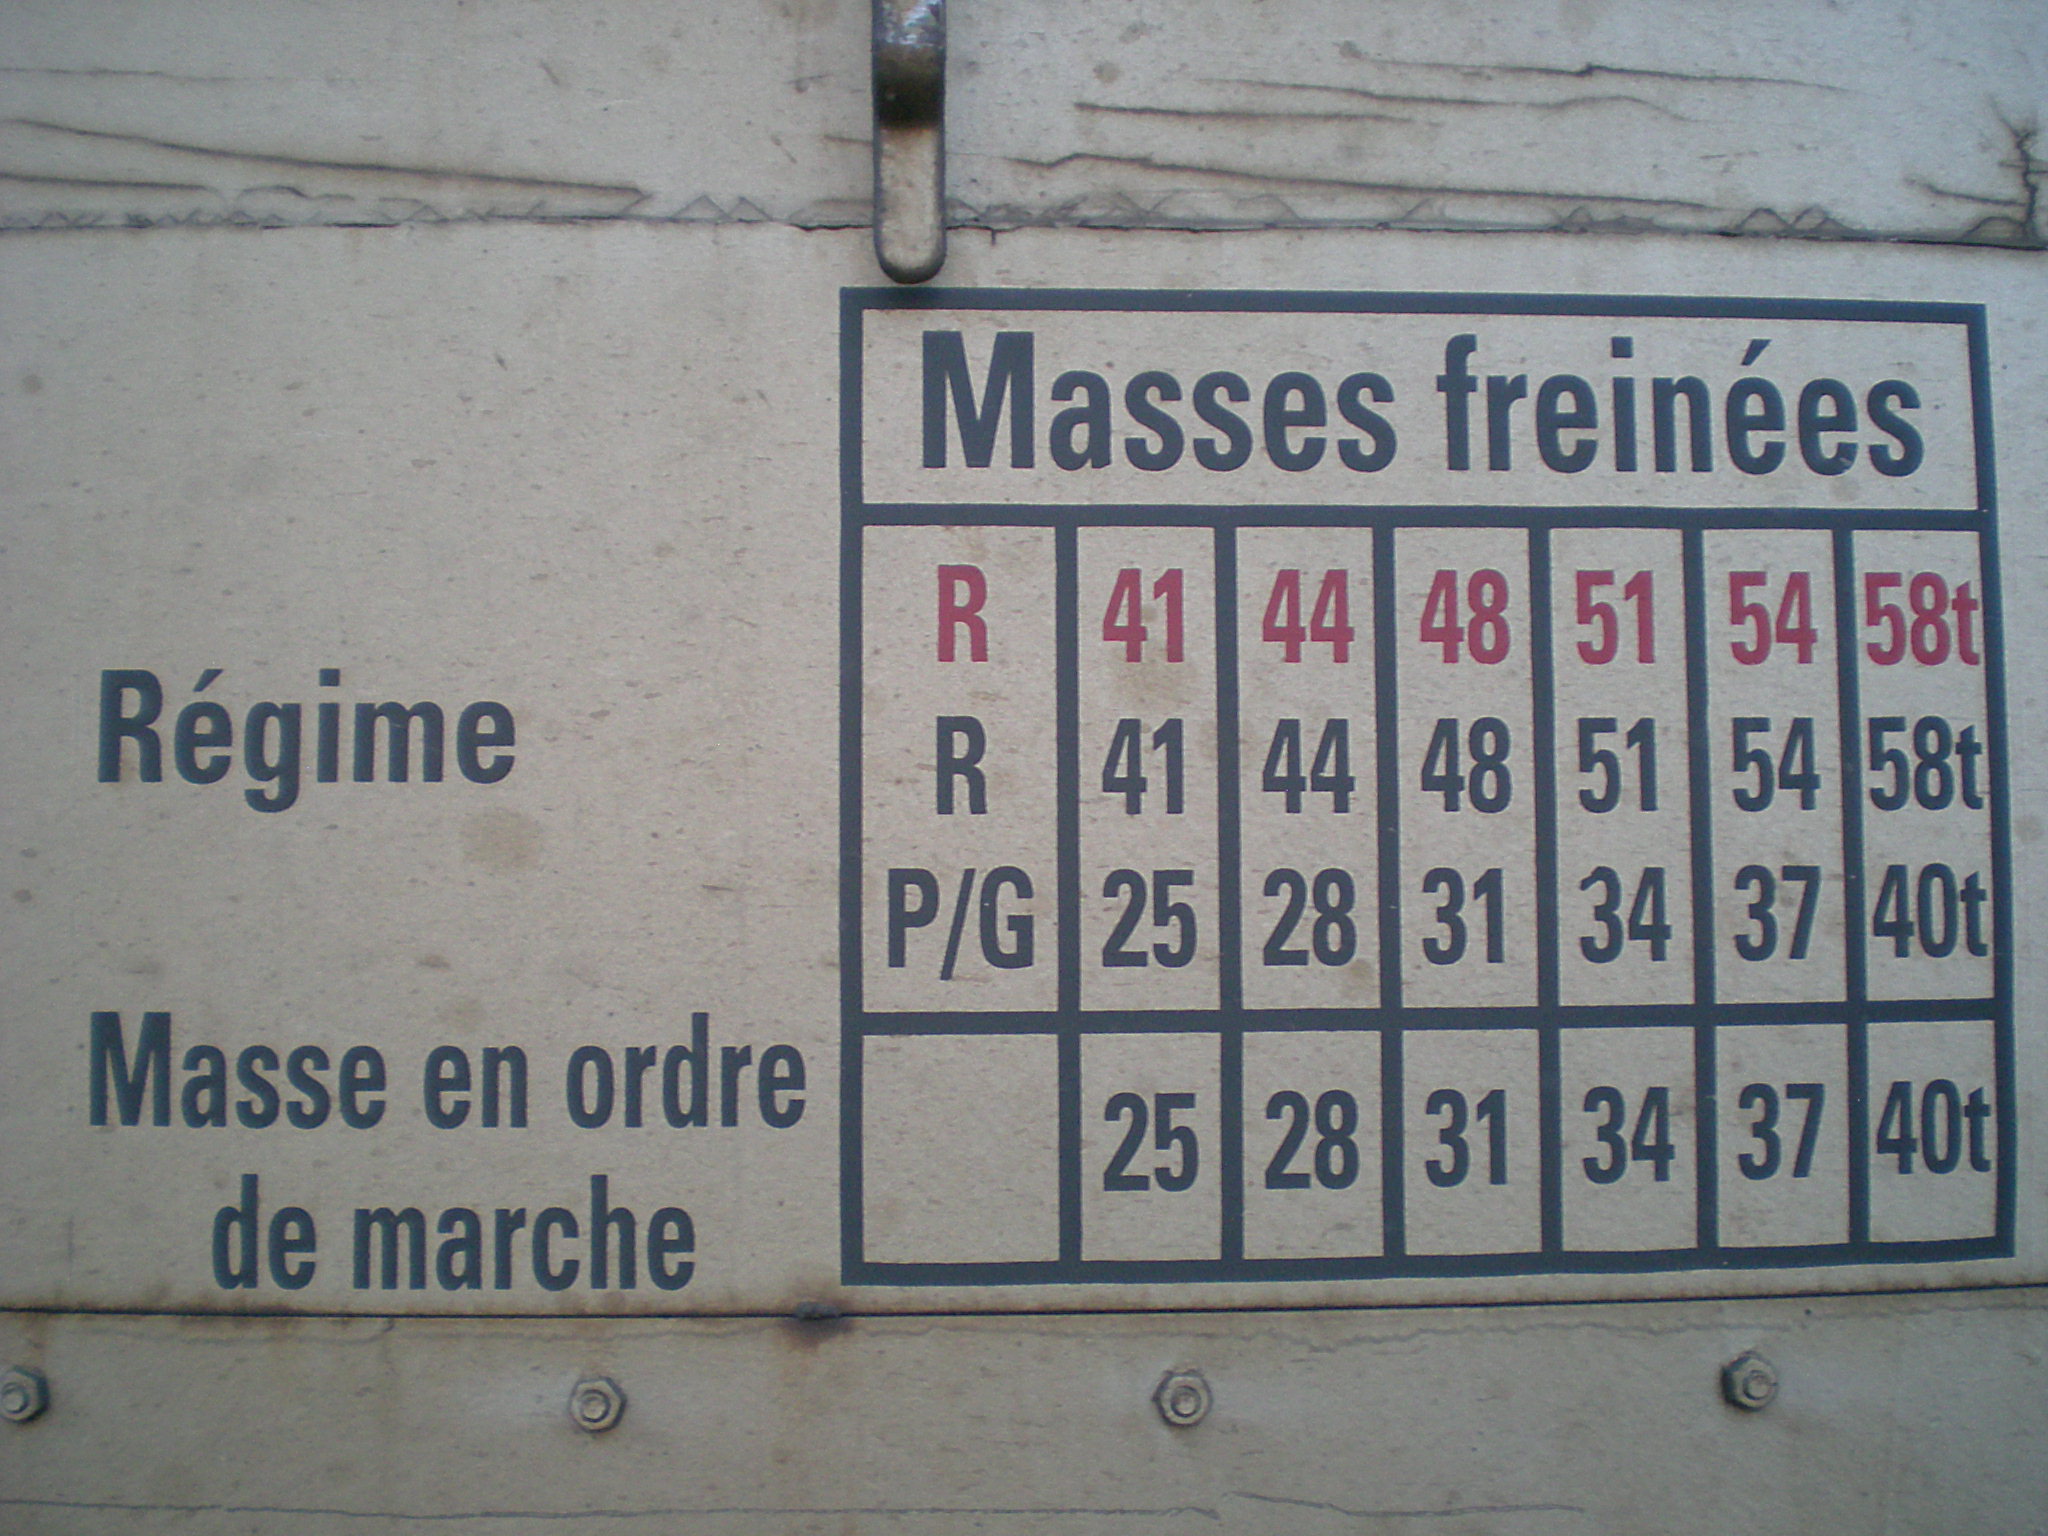 Masses freinées
R 41 44 48 51 54 58t
Régime R 41 44 48 51 54 58t
P/G 25 28 31 34 37 40t
Masse en ordre 25 28 31 34 37 40t
de marche